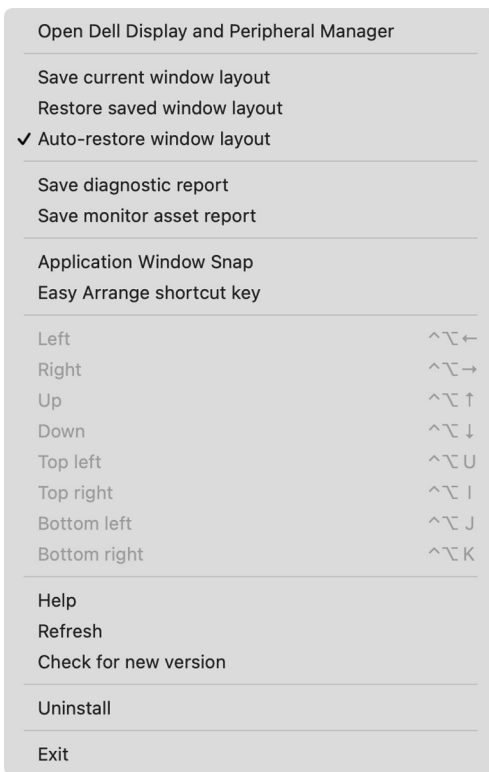 Open Dell Display and Peripheral Manager
Save current window layout
Restore saved window layout
✓ Auto-restore window layout
Save diagnostic report
Save monitor asset report
Application Window Snap
Easy Arrange shortcut key
Left ^⌥←
Right ^⌥→
Up ^⌥↑
Down ^⌥↓
Top left ^⌥U
Top right ^⌥I
Bottom left ^⌥J
Bottom right ^⌥K
Help
Refresh
Check for new version
Uninstall
Exit